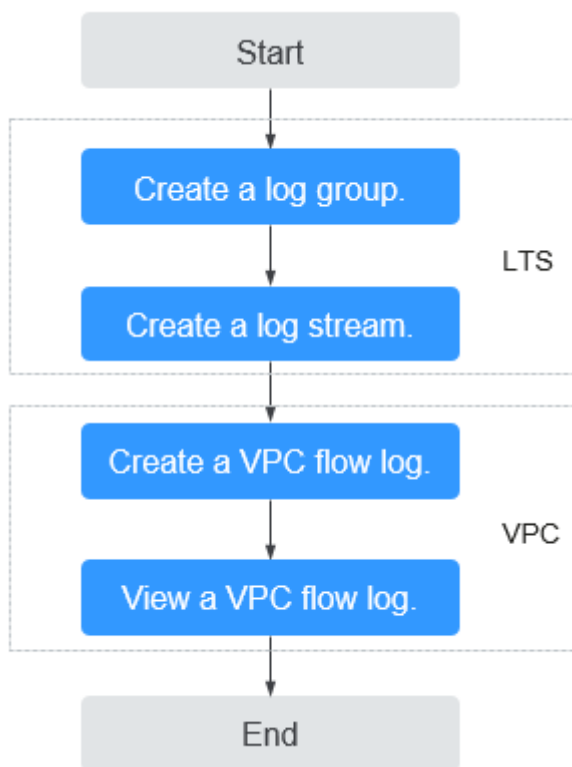 Start
Create a log group.
LTS
Create a log stream.
Create a VPC flow log.
VPC
View a VPC flow log.
End